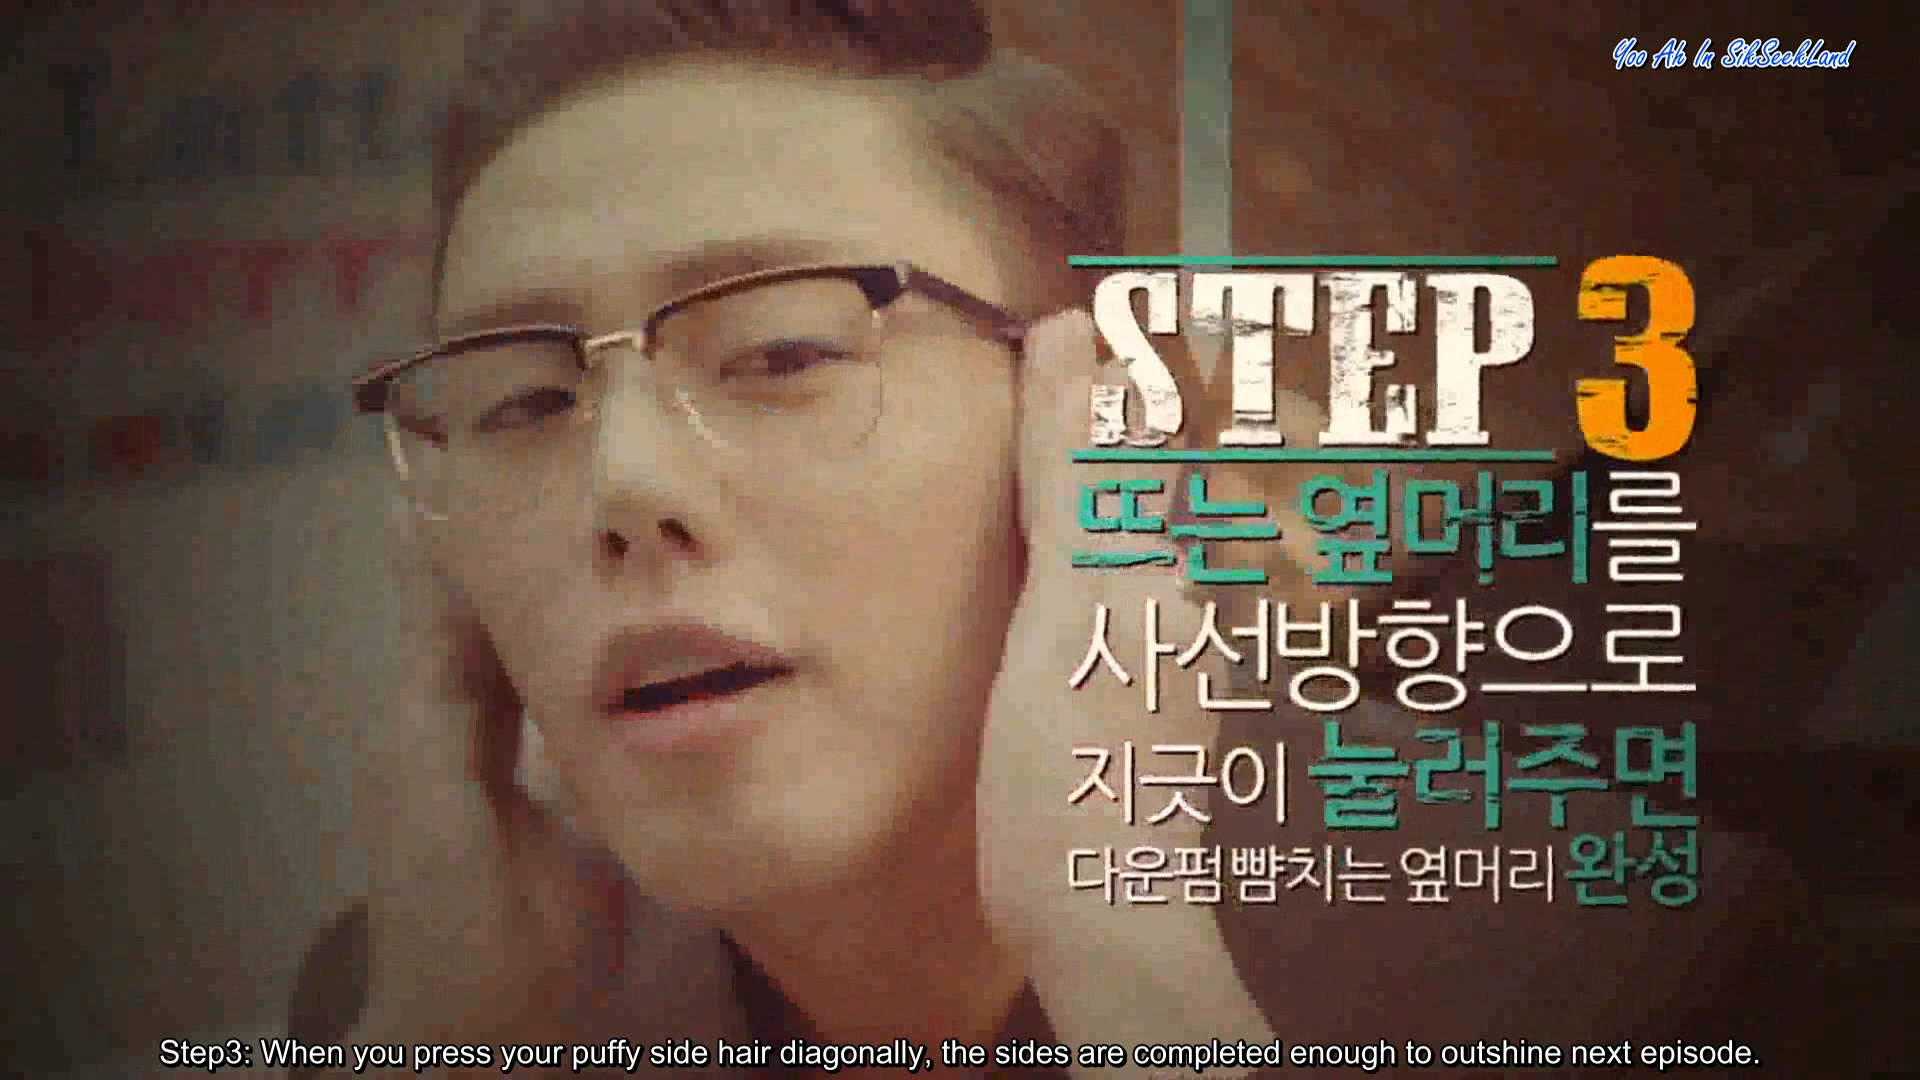 Yoo Ah In SikSeekLand
STEP 3
뜨는 옆머리를
사선방향으로
지긋이 눌러주면
다운펌 뺨치는 옆머리 완성
Step3: When you press your puffy side hair diagonally, the sides are completed enough to outshine next episode.